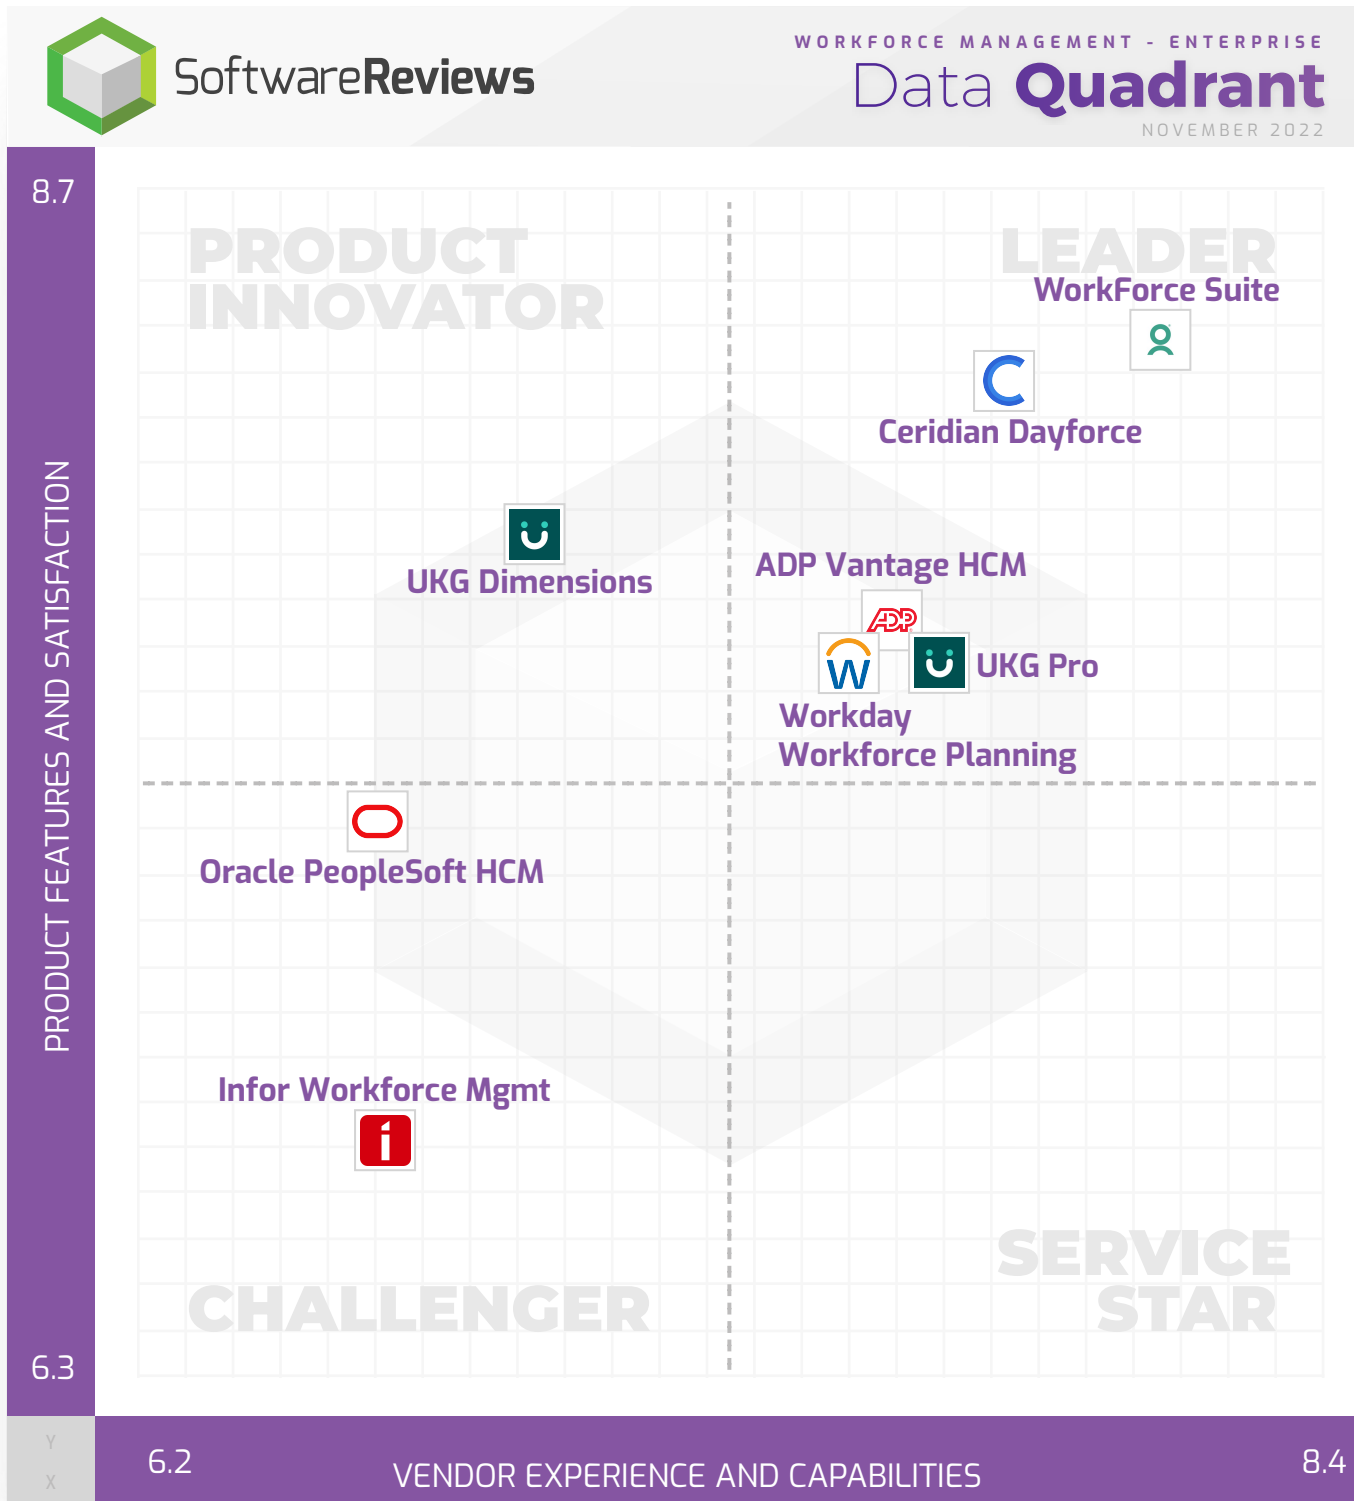 SoftwareReviews
WORKFORCE MANAGEMENT - ENTERPRISE
Data Quadrant
NOVEMBER 2022
8.7
PRODUCT FEATURES AND SATISFACTION
6.3
PRODUCT
INNOVATOR
LEADER
WorkForce Suite
Ceridian Dayforce
UKG Dimensions
ADP Vantage HCM
ADP
UKG Pro
W
Workday
Workforce Planning
Oracle PeopleSoft HCM
Infor Workforce Mgmt
i
CHALLENGER
SERVICE
STAR
Y
X
6.2
VENDOR EXPERIENCE AND CAPABILITIES
8.4